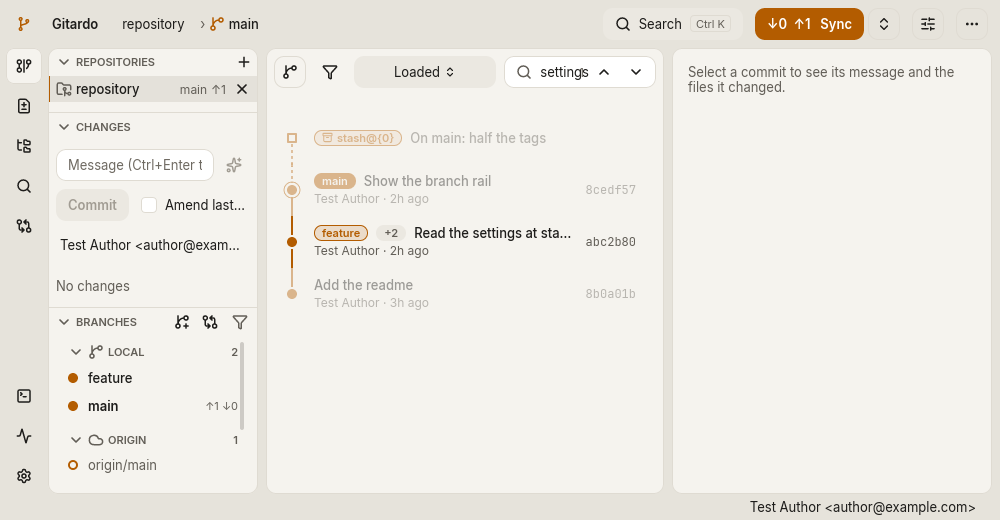 Gitardo
repository › main
Search Ctrl K
↓0 ↑1 Sync
REPOSITORIES
repository main ↑1
CHANGES
Message (Ctrl+Enter t
Commit
Amend last...
Test Author <author@exam...
No changes
BRANCHES
LOCAL 2
feature
main ↑1 ↓0
ORIGIN 1
origin/main
Loaded
settings
stash@{0} On main: half the tags
main Show the branch rail
Test Author · 2h ago
8cedf57
feature +2 Read the settings at sta...
Test Author · 2h ago
abc2b80
Add the readme
Test Author · 3h ago
8b0a01b
Select a commit to see its message and the
files it changed.
Test Author <author@example.com>